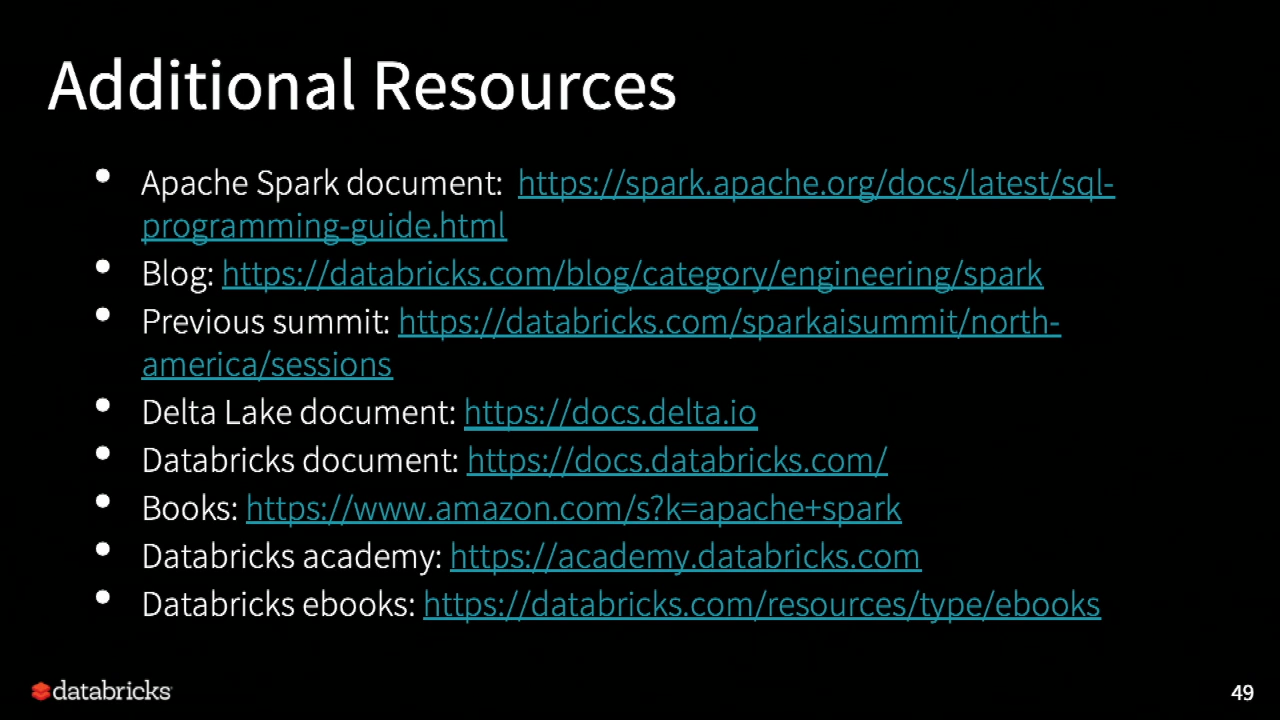 Additional Resources
Apache Spark document: https://spark.apache.org/docs/latest/sql-
programming-guide.html
Blog: https://databricks.com/blog/category/engineering/spark
Previous summit: https://databricks.com/sparkaisummit/north-
america/sessions
Delta Lake document: https://docs.delta.io
Databricks document: https://docs.databricks.com/
Books: https://www.amazon.com/s?k=apache+spark
Databricks academy: https://academy.databricks.com
Databricks ebooks: https://databricks.com/resources/type/ebooks
databricks
49